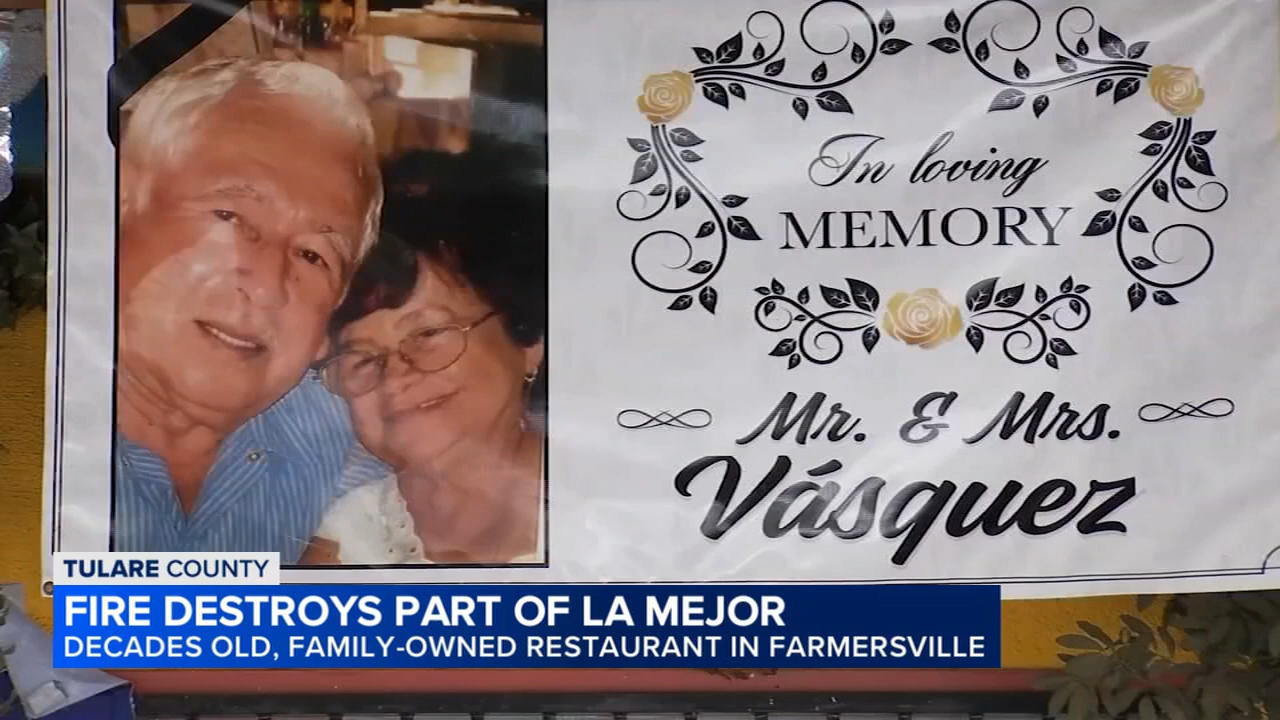 In loving
MEMORY
Mr. & Mrs.
Vásquez
TULARE COUNTY
FIRE DESTROYS PART OF LA MEJOR
DECADES OLD, FAMILY-OWNED RESTAURANT IN FARMERSVILLE